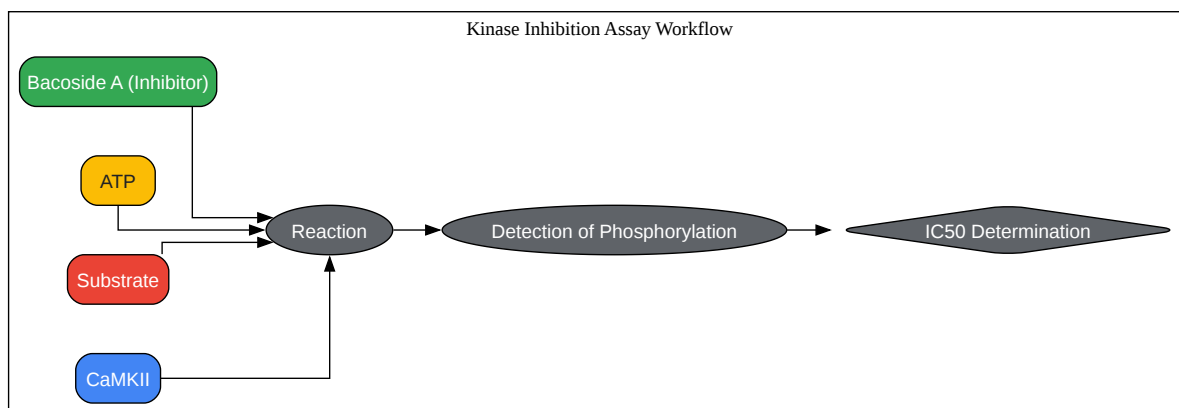 Kinase Inhibition Assay Workflow
Bacoside A (Inhibitor)
ATP
Reaction
Detection of Phosphorylation
IC50 Determination
Substrate
CaMKII